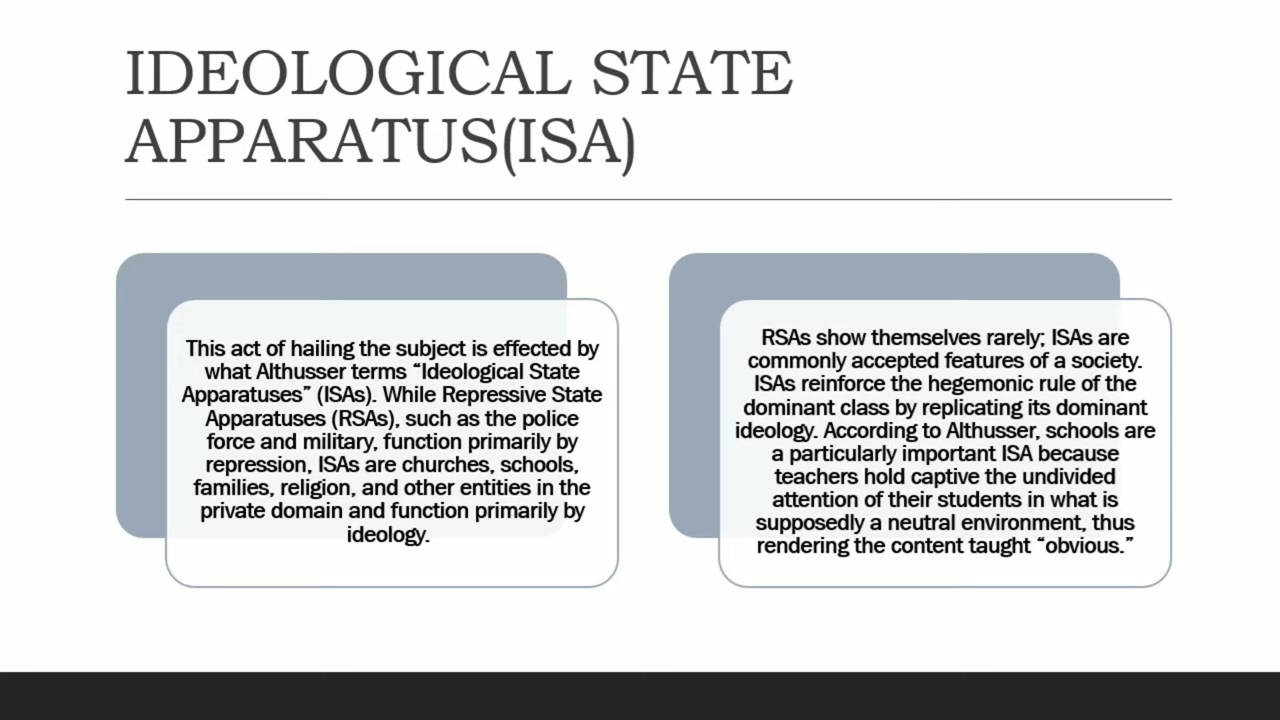 IDEOLOGICAL STATE
APPARATUS(ISA)
This act of hailing the subject is effected by
what Althusser terms “Ideological State
Apparatuses” (ISAs). While Repressive State
Apparatuses (RSAs), such as the police
force and military, function primarily by
repression, ISAs are churches, schools,
families, religion, and other entities in the
private domain and function primarily by
ideology.
RSAs show themselves rarely; ISAs are
commonly accepted features of a society.
ISAs reinforce the hegemonic rule of the
dominant class by replicating its dominant
ideology. According to Althusser, schools are
a particularly important ISA because
teachers hold captive the undivided
attention of their students in what is
supposedly a neutral environment, thus
rendering the content taught “obvious.”